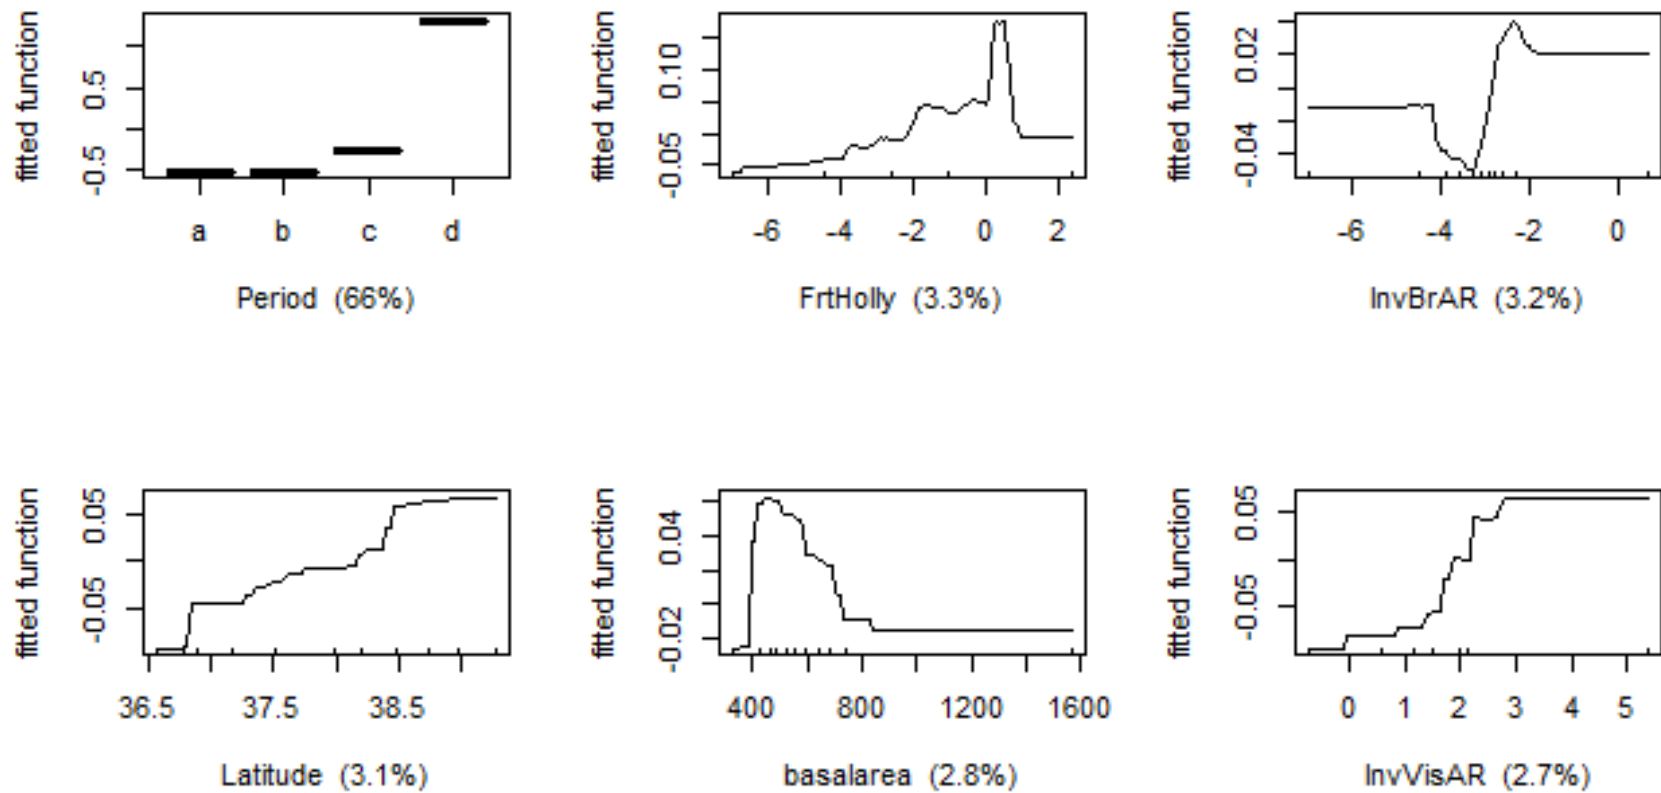 fitted function
-0.5 0.5
a b c d
Period (66%)
fitted function
-0.05 0.10
-6 -4 -2 0 2
FrtHolly (3.3%)
fitted function
-0.04 0.02
-6 -4 -2 0
InvBrAR (3.2%)
fitted function
-0.05 0.05
36.5 37.5 38.5
Latitude (3.1%)
fitted function
-0.02 0.04
400 800 1200 1600
basalarea (2.8%)
fitted function
-0.05 0.05
0 1 2 3 4 5
InvVisAR (2.7%)